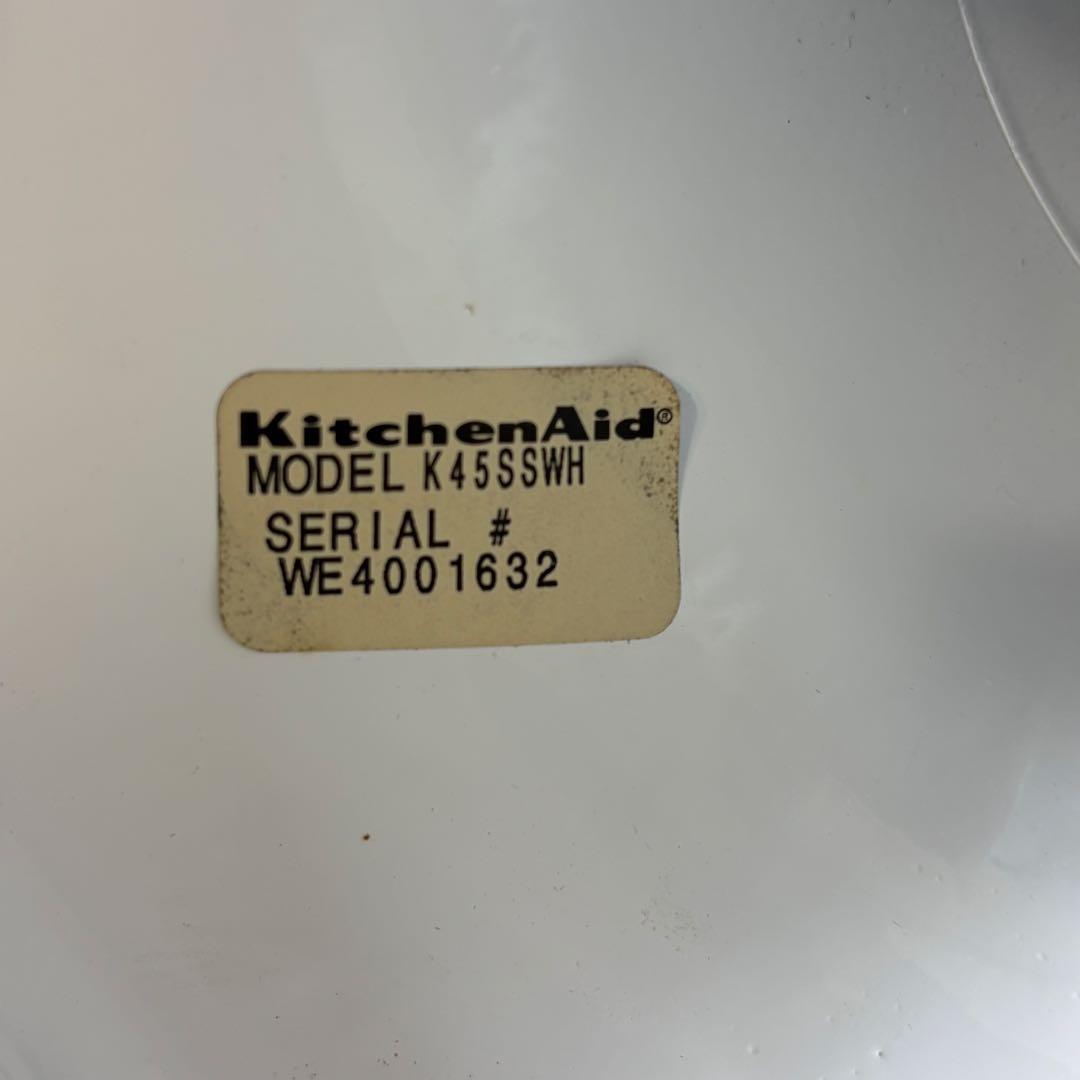 KitchenAid®
MODEL K45SSWH
SERIAL #
WE4001632